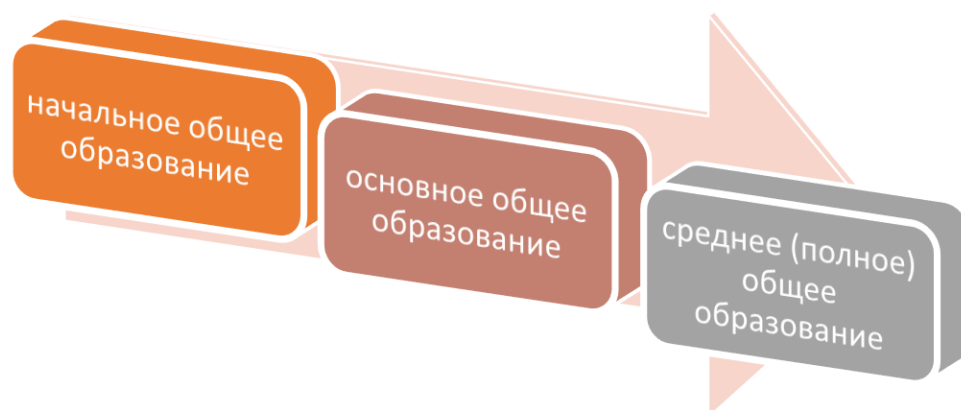 начальное общее
образование
основное общее
образование
среднее (полное)
общее
образование